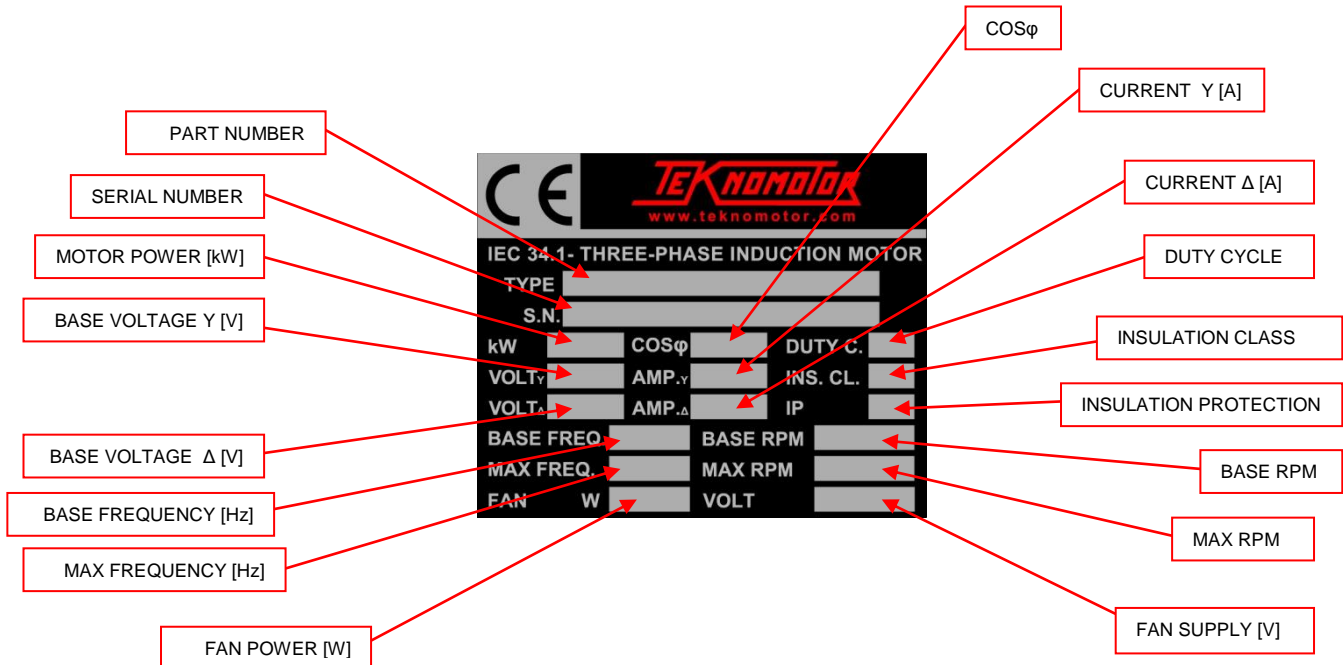 COSφ
CURRENT Y [A]
PART NUMBER
CURRENT Δ [A]
SERIAL NUMBER
DUTY CYCLE
MOTOR POWER [kW]
BASE VOLTAGE Y [V]
INSULATION CLASS
INSULATION PROTECTION
BASE VOLTAGE Δ [V]
BASE RPM
BASE FREQUENCY [Hz]
MAX RPM
MAX FREQUENCY [Hz]
FAN SUPPLY [V]
FAN POWER [W]
CE TEKNOMOTOR
www.teknomotor.com
IEC 34.1- THREE-PHASE INDUCTION MOTOR
TYPE
S.N.
kW COSφ DUTY C.
VOLTY AMP.Y INS. CL.
VOLTΔ AMP.Δ IP
BASE FREQ. BASE RPM
MAX FREQ. MAX RPM
FAN W VOLT